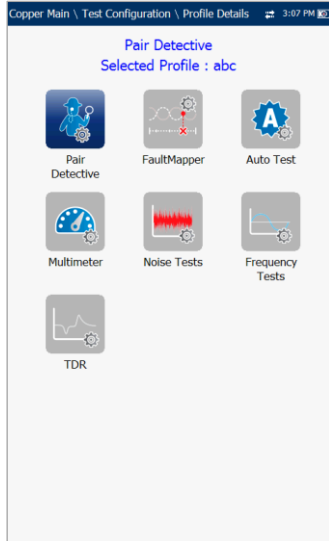 Copper Main \ Test Configuration \ Profile Details 3:07 PM
Pair Detective
Selected Profile : abc
Pair
Detective
FaultMapper
Auto Test
Multimeter
Noise Tests
Frequency
Tests
TDR